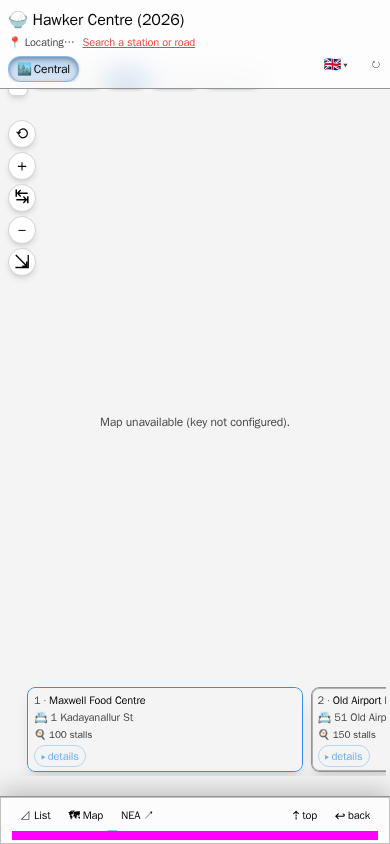 🍚 Hawker Centre (2026)
📍 Locating… Search a station or road
🏙️ Central
🇬🇧 ▾ ↻
Map unavailable (key not configured).
1 · Maxwell Food Centre
📇 1 Kadayanallur St
🍳 100 stalls
▸ details
2 · Old Airport
📇 51 Old Airp
🍳 150 stalls
▸ details
◿ List 🗺 Map NEA ↗ ↑ top ↩ back